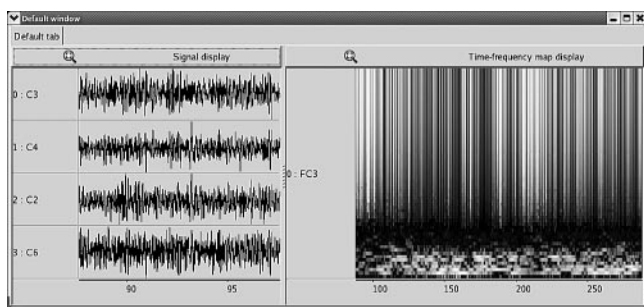 Default window
Default tab
Signal display
Time-frequency map display
0 : C3
1 : C4
2 : C2
3 : C6
90 95
0 : FC3
100 150 200 250